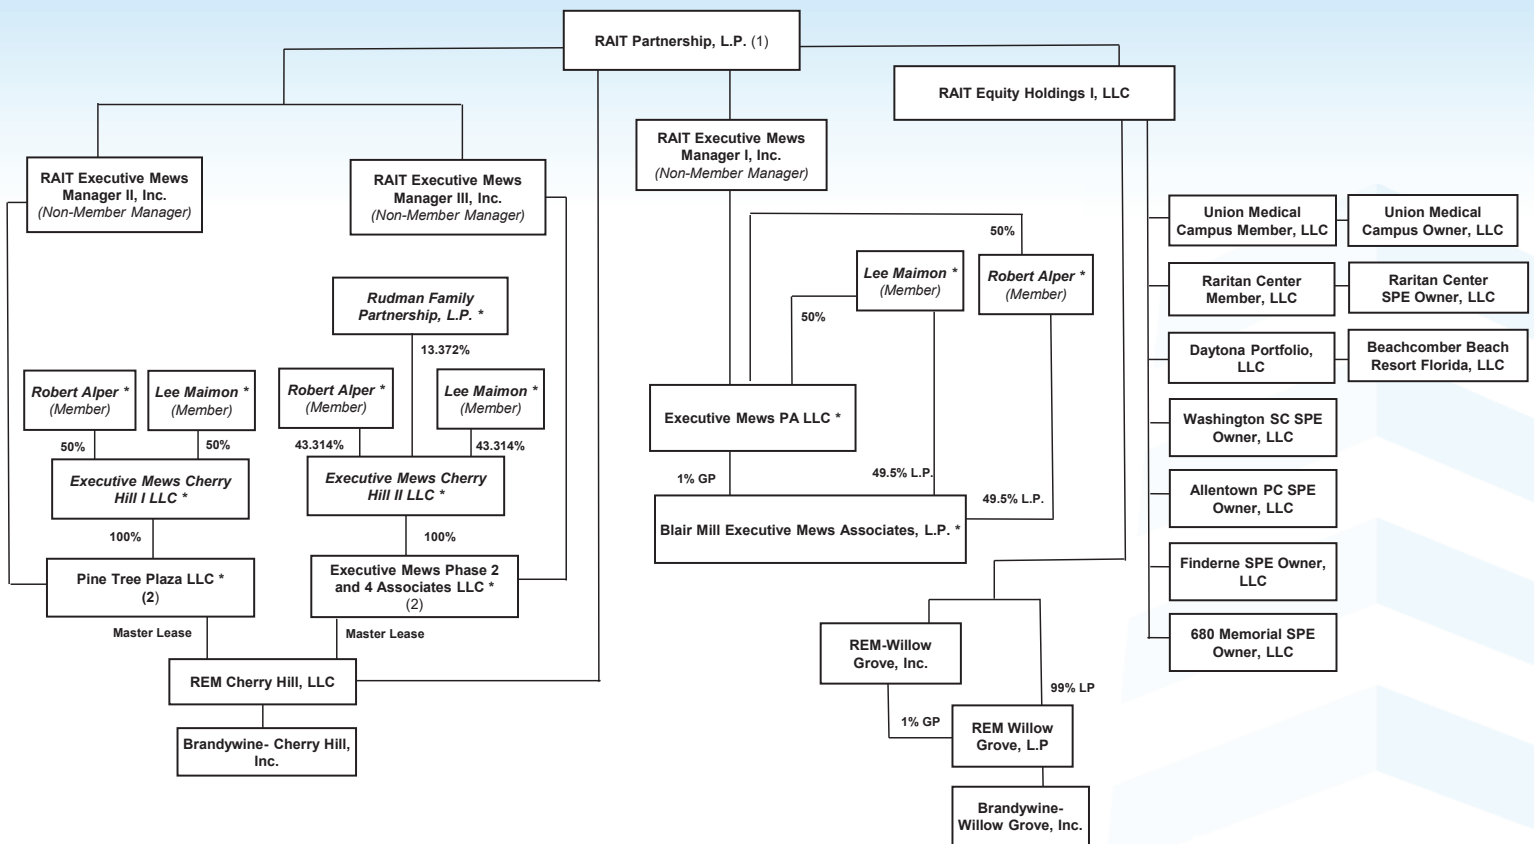 RAIT Partnership, L.P. (1)
RAIT Equity Holdings I, LLC
RAIT Executive Mews
Manager I, Inc.
(Non-Member Manager)
RAIT Executive Mews
Manager II, Inc.
(Non-Member Manager)
RAIT Executive Mews
Manager III, Inc.
(Non-Member Manager)
Rudman Family
Partnership, L.P. *
13.372%
Robert Alper *
(Member)
Lee Maimon *
(Member)
Robert Alper *
(Member)
Lee Maimon *
(Member)
50%
50%
43.314%
43.314%
Executive Mews Cherry
Hill I LLC *
Executive Mews Cherry
Hill II LLC *
100%
100%
Pine Tree Plaza LLC *
(2)
Executive Mews Phase 2
and 4 Associates LLC *
(2)
Master Lease
Master Lease
REM Cherry Hill, LLC
Brandywine- Cherry Hill,
Inc.
50%
Lee Maimon *
(Member)
Robert Alper *
(Member)
50%
Executive Mews PA LLC *
1% GP
49.5% L.P.
49.5% L.P.
Blair Mill Executive Mews Associates, L.P. *
REM-Willow
Grove, Inc.
99% LP
1% GP
REM Willow
Grove, L.P
Brandywine-
Willow Grove, Inc.
Union Medical
Campus Member, LLC
Union Medical
Campus Owner, LLC
Raritan Center
Member, LLC
Raritan Center
SPE Owner, LLC
Daytona Portfolio,
LLC
Beachcomber Beach
Resort Florida, LLC
Washington SC SPE
Owner, LLC
Allentown PC SPE
Owner, LLC
Finderne SPE Owner,
LLC
680 Memorial SPE
Owner, LLC